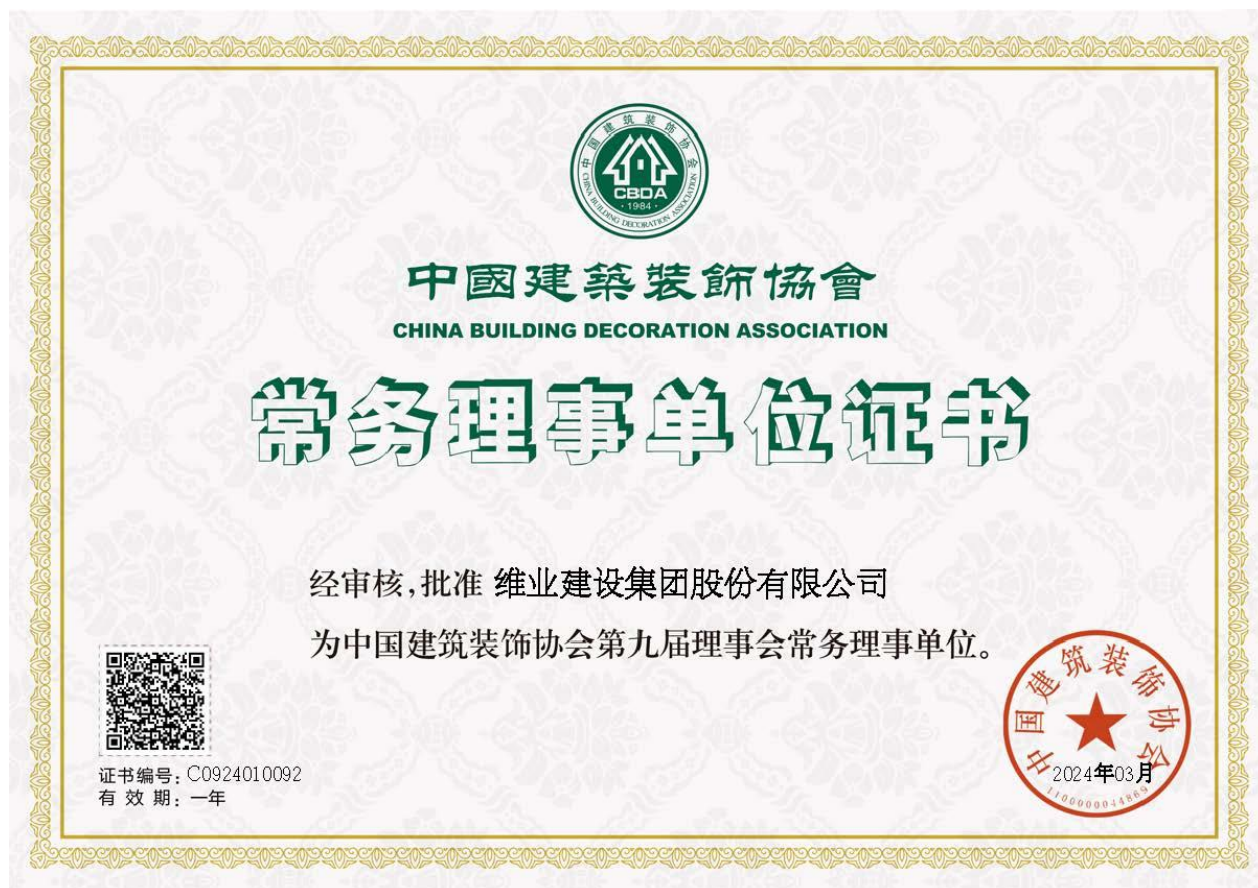 中国建筑装饰协会
CHINA BUILDING DECORATION ASSOCIATION
CBDA
·1984·
中國建築裝飾協會
CHINA BUILDING DECORATION ASSOCIATION
常务理事单位证书
经审核,批准 维业建设集团股份有限公司
为中国建筑装饰协会第九届理事会常务理事单位。
中国建筑装饰协会
2024年03月
1100000044869
证书编号:C0924010092
有 效 期:一年